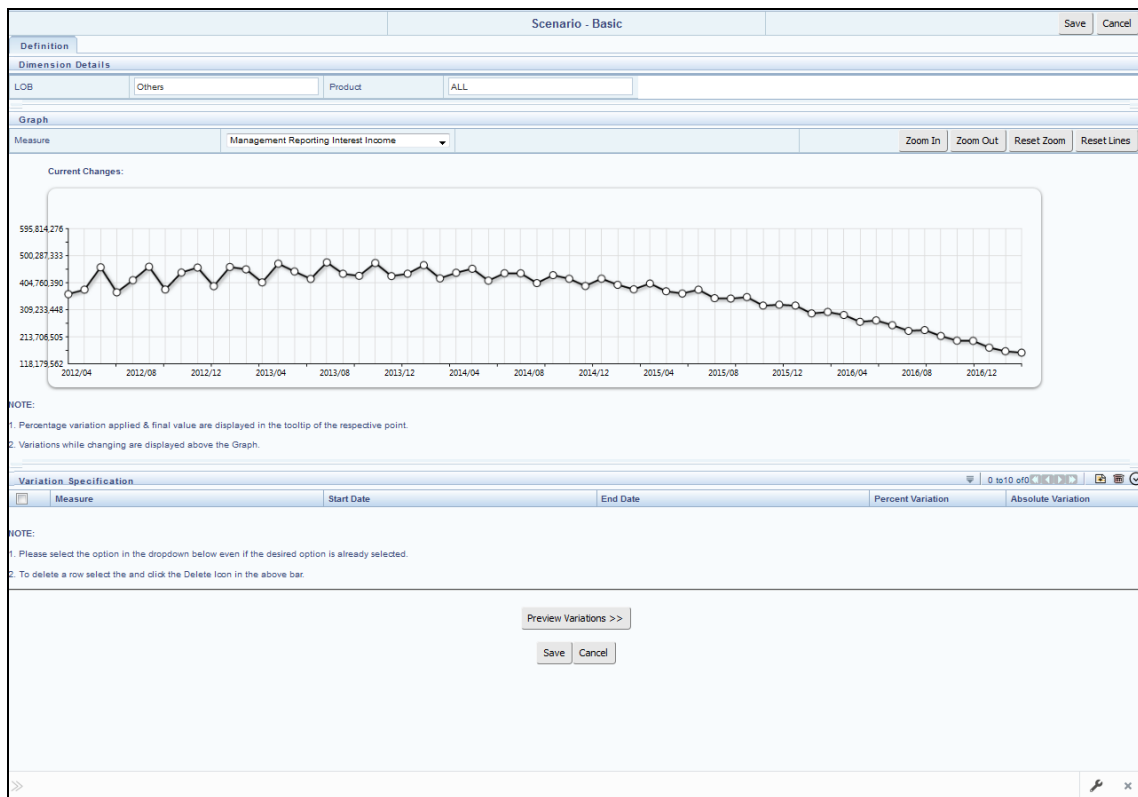 Scenario - Basic
Save Cancel
Definition
Dimension Details
LOB Others Product ALL
Graph
Measure Management Reporting Interest Income Zoom In Zoom Out Reset Zoom Reset Lines
Current Changes:
595,814,276
500,287,333
404,760,390
309,233,448
213,706,505
118,179,562
2012/04 2012/08 2012/12 2013/04 2013/08 2013/12 2014/04 2014/08 2014/12 2015/04 2015/08 2015/12 2016/04 2016/08 2016/12
NOTE:
1. Percentage variation applied & final value are displayed in the tooltip of the respective point.
2. Variations while changing are displayed above the Graph.
Variation Specification 0 to10 of0
Measure Start Date End Date Percent Variation Absolute Variation
NOTE:
1. Please select the option in the dropdown below even if the desired option is already selected.
2. To delete a row select the and click the Delete Icon in the above bar.
Preview Variations >>
Save Cancel